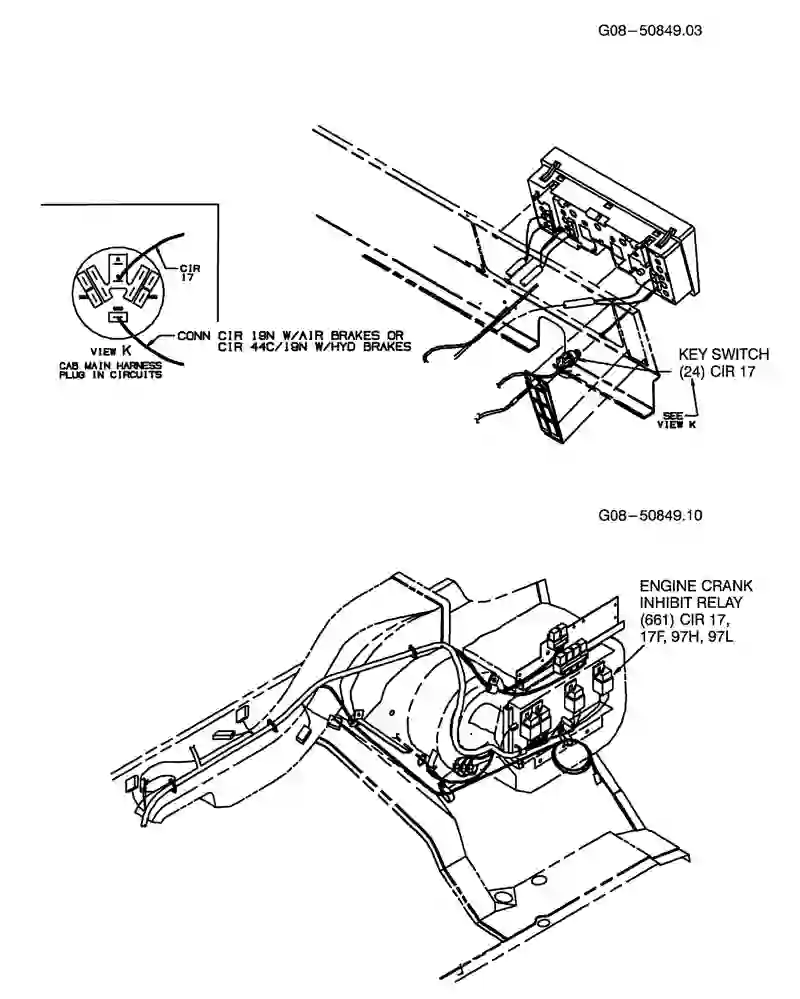 G08-50849.03
CIR
17
CONN CIR 19N W/AIR BRAKES OR
CIR 44C/19N W/HYD BRAKES
VIEW K
CAB MAIN HARNESS
PLUG IN CIRCUITS
KEY SWITCH
(24) CIR 17
SEE
VIEW K
G08-50849.10
ENGINE CRANK
INHIBIT RELAY
(661) CIR 17,
17F, 97H, 97L